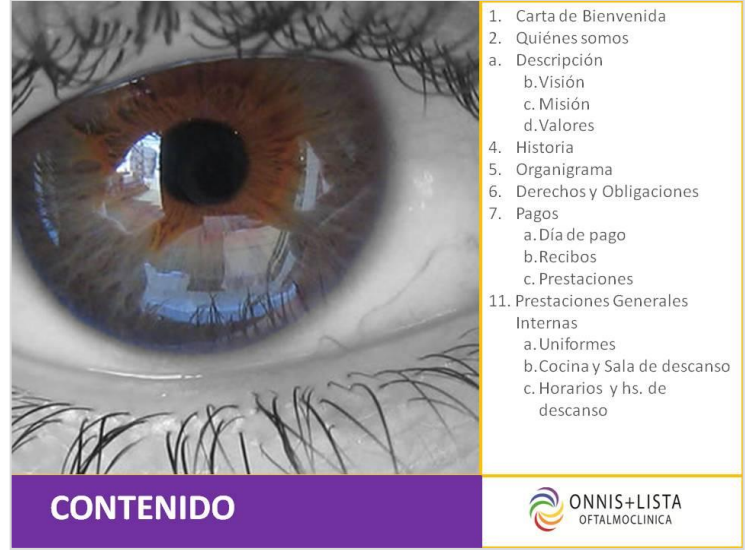 1. Carta de Bienvenida
2. Quiénes somos
a. Descripción
b. Visión
c. Misión
d. Valores
4. Historia
5. Organigrama
6. Derechos y Obligaciones
7. Pagos
a. Día de pago
b. Recibos
c. Prestaciones
11. Prestaciones Generales
Internas
a. Uniformes
b. Cocina y Sala de descanso
c. Horarios y hs. de
descanso
CONTENIDO
ONNIS+LISTA
OFTALMOCLINICA